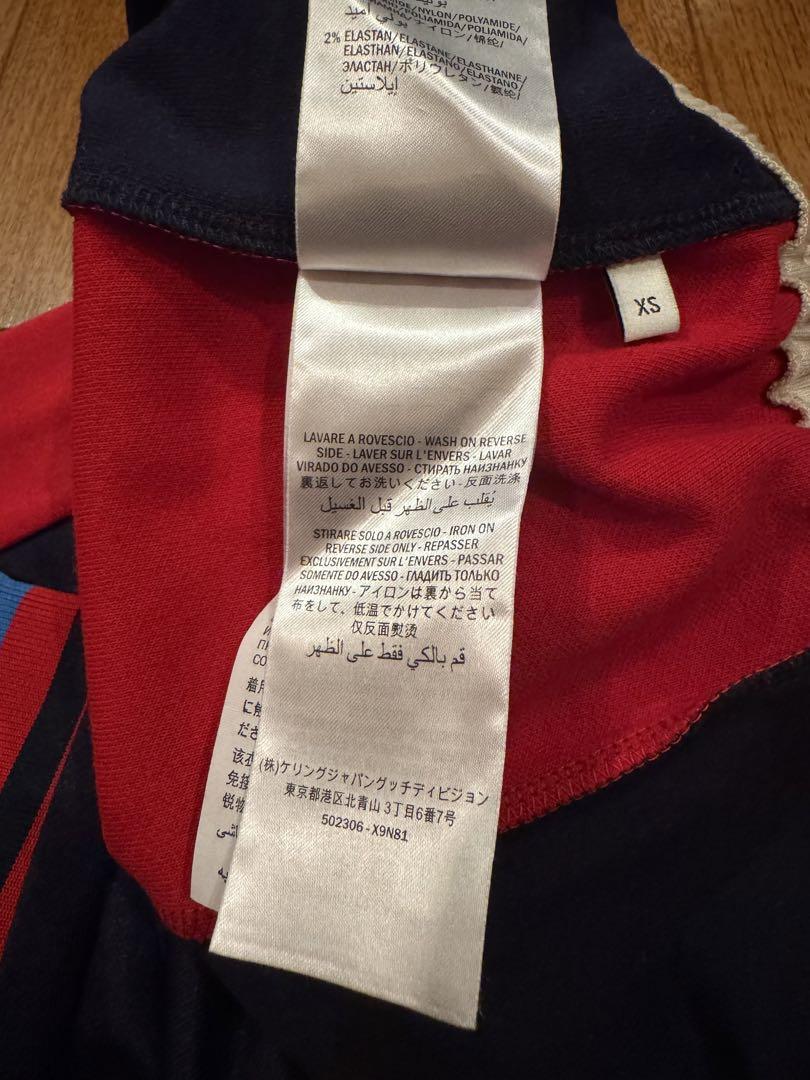 2% ELASTAN/ELASTANE/ELASTHANNE/
ELASTHAN/ELASTANO/ELASTANO/
ЭЛАСТАН/ポリウレタン/氨纶/
إيلاستين
XS
LAVARE A ROVESCIO - WASH ON REVERSE
SIDE - LAVER SUR L'ENVERS - LAVAR
VIRADO DO AVESSO - СТИРАТЬ НАИЗНАНКУ
裏返してお洗いください - 反面洗涤
يُقلب على الظهر قبل الغسيل
STIRARE SOLO A ROVESCIO - IRON ON
REVERSE SIDE ONLY - REPASSER
EXCLUSIVEMENT SUR L'ENVERS - PASSAR
SOMENTE DO AVESSO - ГЛАДИТЬ ТОЛЬКО
НАИЗНАНКУ - アイロンは裏から当て
布をして、低温でかけてください
仅反面熨烫
قم بالكي فقط على الظهر
(株)ケリングジャパングッチディビジョン
東京都港区北青山 3丁目6番7号
502306 - X9N81